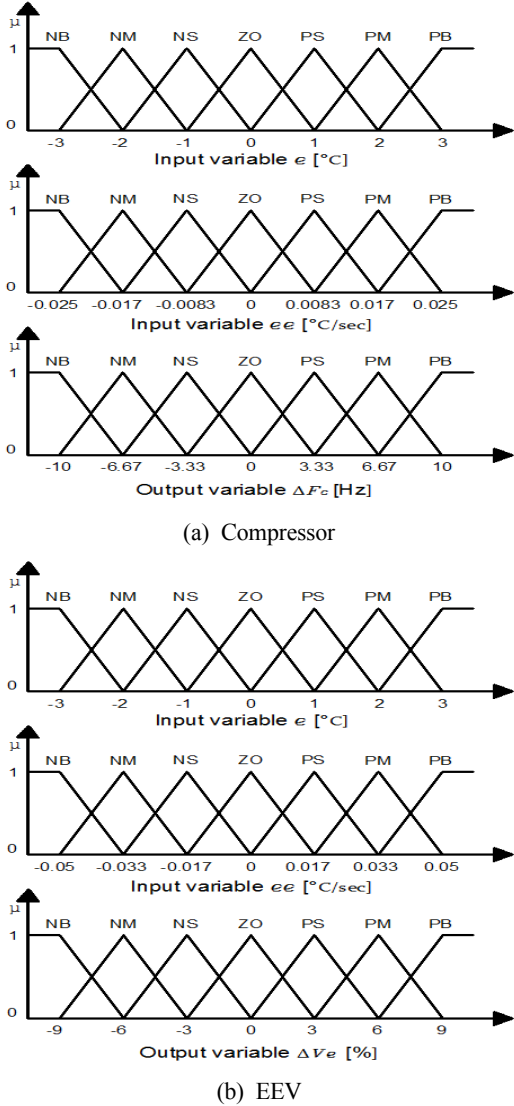 μ NB NM NS ZO PS PM PB
1
0
-3 -2 -1 0 1 2 3
Input variable e [°C]
μ NB NM NS ZO PS PM PB
1
0
-0.025 -0.017 -0.0083 0 0.0083 0.017 0.025
Input variable ee [°C/sec]
μ NB NM NS ZO PS PM PB
1
0
-10 -6.67 -3.33 0 3.33 6.67 10
Output variable ΔFc [Hz]
(a) Compressor
μ NB NM NS ZO PS PM PB
1
0
-3 -2 -1 0 1 2 3
Input variable e [°C]
μ NB NM NS ZO PS PM PB
1
0
-0.05 -0.033 -0.017 0 0.017 0.033 0.05
Input variable ee [°C/sec]
μ NB NM NS ZO PS PM PB
1
0
-9 -6 -3 0 3 6 9
Output variable ΔVe [%]
(b) EEV